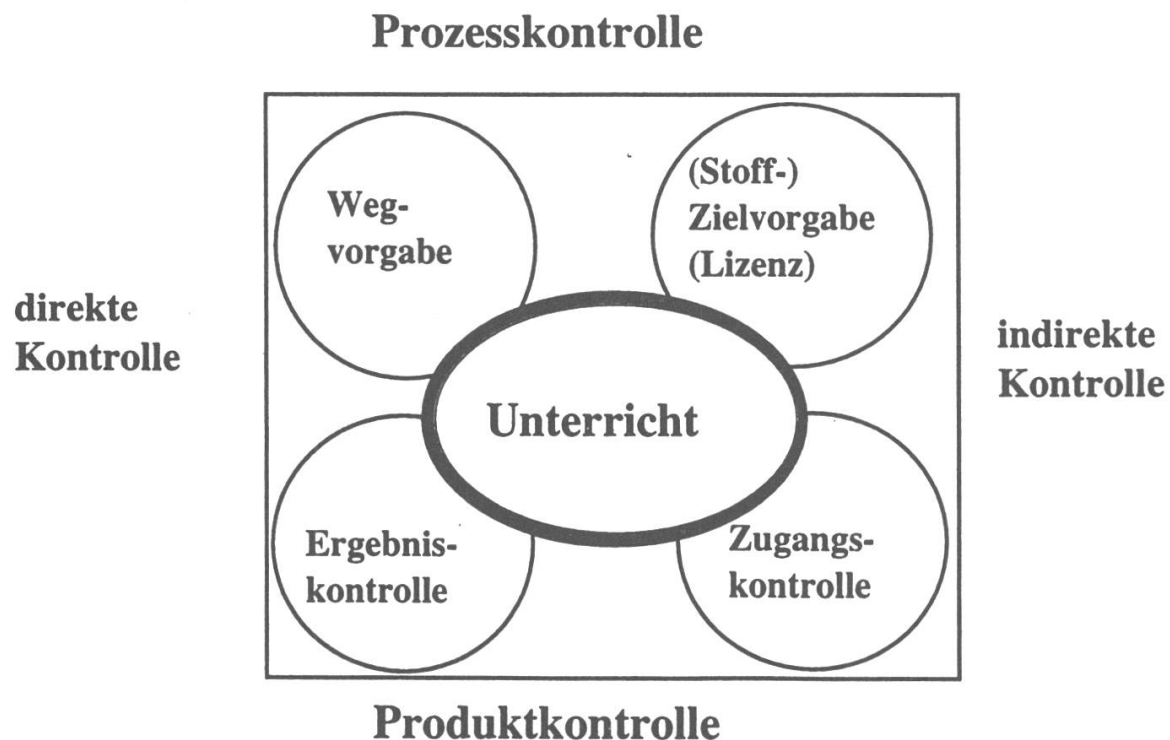 Prozesskontrolle
Weg-
vorgabe
(Stoff-)
Zielvorgabe
(Lizenz)
direkte
Kontrolle
indirekte
Kontrolle
Unterricht
Ergebnis-
kontrolle
Zugangs-
kontrolle
Produktkontrolle